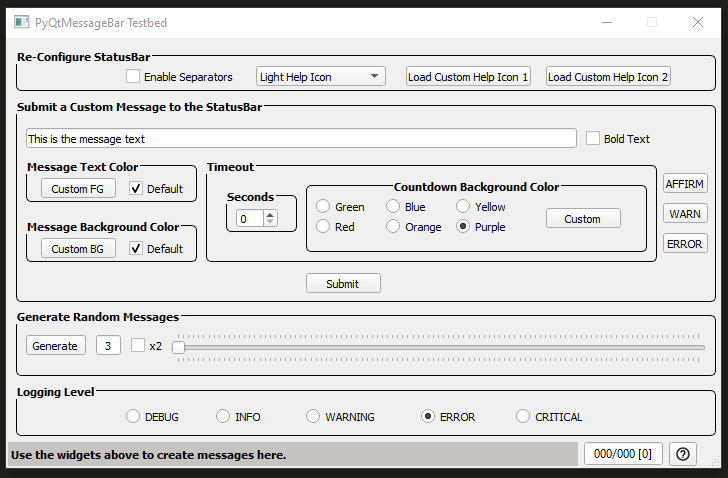 PyQtMessageBar Testbed
Re-Configure StatusBar
Enable Separators
Light Help Icon
Load Custom Help Icon 1
Load Custom Help Icon 2
Submit a Custom Message to the StatusBar
This is the message text
Bold Text
Message Text Color
Custom FG
Default
Message Background Color
Custom BG
Default
Timeout
Seconds
0
Countdown Background Color
Green
Blue
Yellow
Red
Orange
Purple
Custom
AFFIRM
WARN
ERROR
Submit
Generate Random Messages
Generate
3
x2
Logging Level
DEBUG
INFO
WARNING
ERROR
CRITICAL
Use the widgets above to create messages here.
000/000 [0]
?